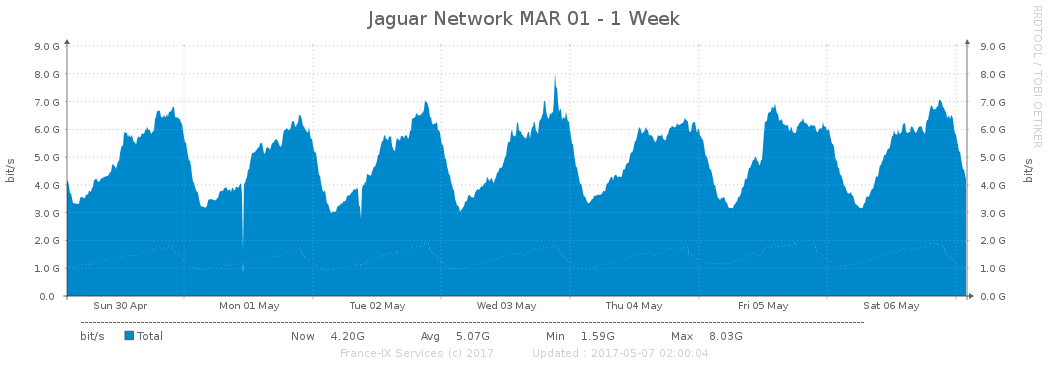 Jaguar Network MAR 01 - 1 Week
RRDTOOL / TOBI OETIKER
bit/s
bit/s
9.0 G 9.0 G
8.0 G 8.0 G
7.0 G 7.0 G
6.0 G 6.0 G
5.0 G 5.0 G
4.0 G 4.0 G
3.0 G 3.0 G
2.0 G 2.0 G
1.0 G 1.0 G
0.0 0.0 G
Sun 30 Apr Mon 01 May Tue 02 May Wed 03 May Thu 04 May Fri 05 May Sat 06 May
bit/s Total Now 4.20G Avg 5.07G Min 1.59G Max 8.03G
France-IX Services (c) 2017 Updated : 2017-05-07 02:00:04